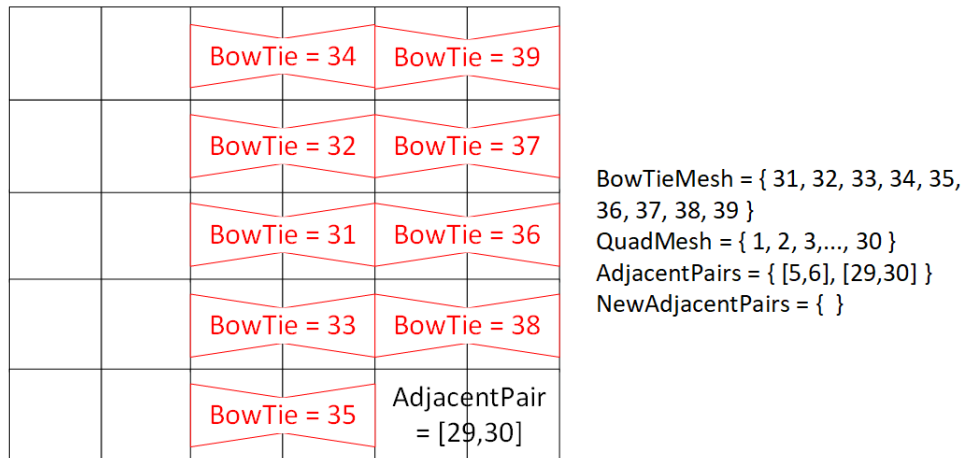 BowTie = 34 BowTie = 39
BowTie = 32 BowTie = 37
BowTie = 31 BowTie = 36
BowTie = 33 BowTie = 38
BowTie = 35
AdjacentPair
= [29,30]
BowTieMesh = { 31, 32, 33, 34, 35,
36, 37, 38, 39 }
QuadMesh = { 1, 2, 3,..., 30 }
AdjacentPairs = { [5,6], [29,30] }
NewAdjacentPairs = { }